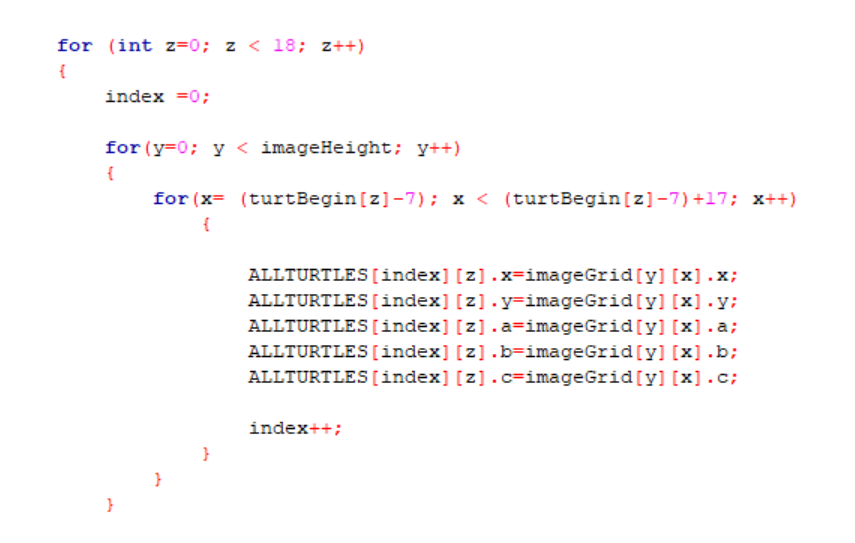 for (int z=0; z < 18; z++)
{
index =0;
for(y=0; y < imageHeight; y++)
{
for(x= (turtBegin[z]-7); x < (turtBegin[z]-7)+17; x++)
{
ALLTURTLES[index][z].x=imageGrid[y][x].x;
ALLTURTLES[index][z].y=imageGrid[y][x].y;
ALLTURTLES[index][z].a=imageGrid[y][x].a;
ALLTURTLES[index][z].b=imageGrid[y][x].b;
ALLTURTLES[index][z].c=imageGrid[y][x].c;
index++;
}
}
}